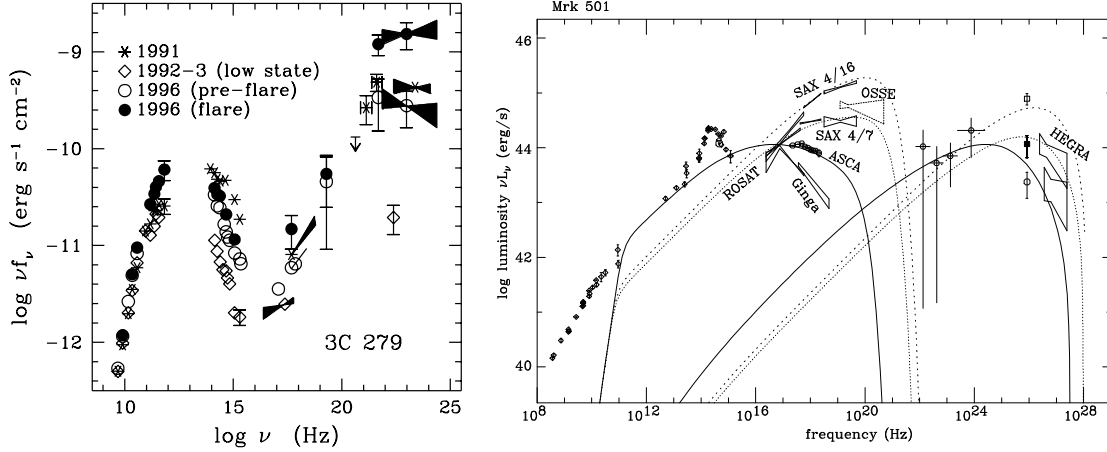 Mrk 501
3C 279
1991
1992-3 (low state)
1996 (pre-flare)
1996 (flare)
log νfν (erg s−1 cm−2)
-9
-10
-11
-12
10 15 20 25
log ν (Hz)
SAX 4/16
OSSE
SAX 4/7
ASCA
ROSAT
Ginga
HEGRA
log luminosity νLν (erg/s)
46
44
42
40
10^8 10^12 10^16 10^20 10^24 10^28
frequency (Hz)